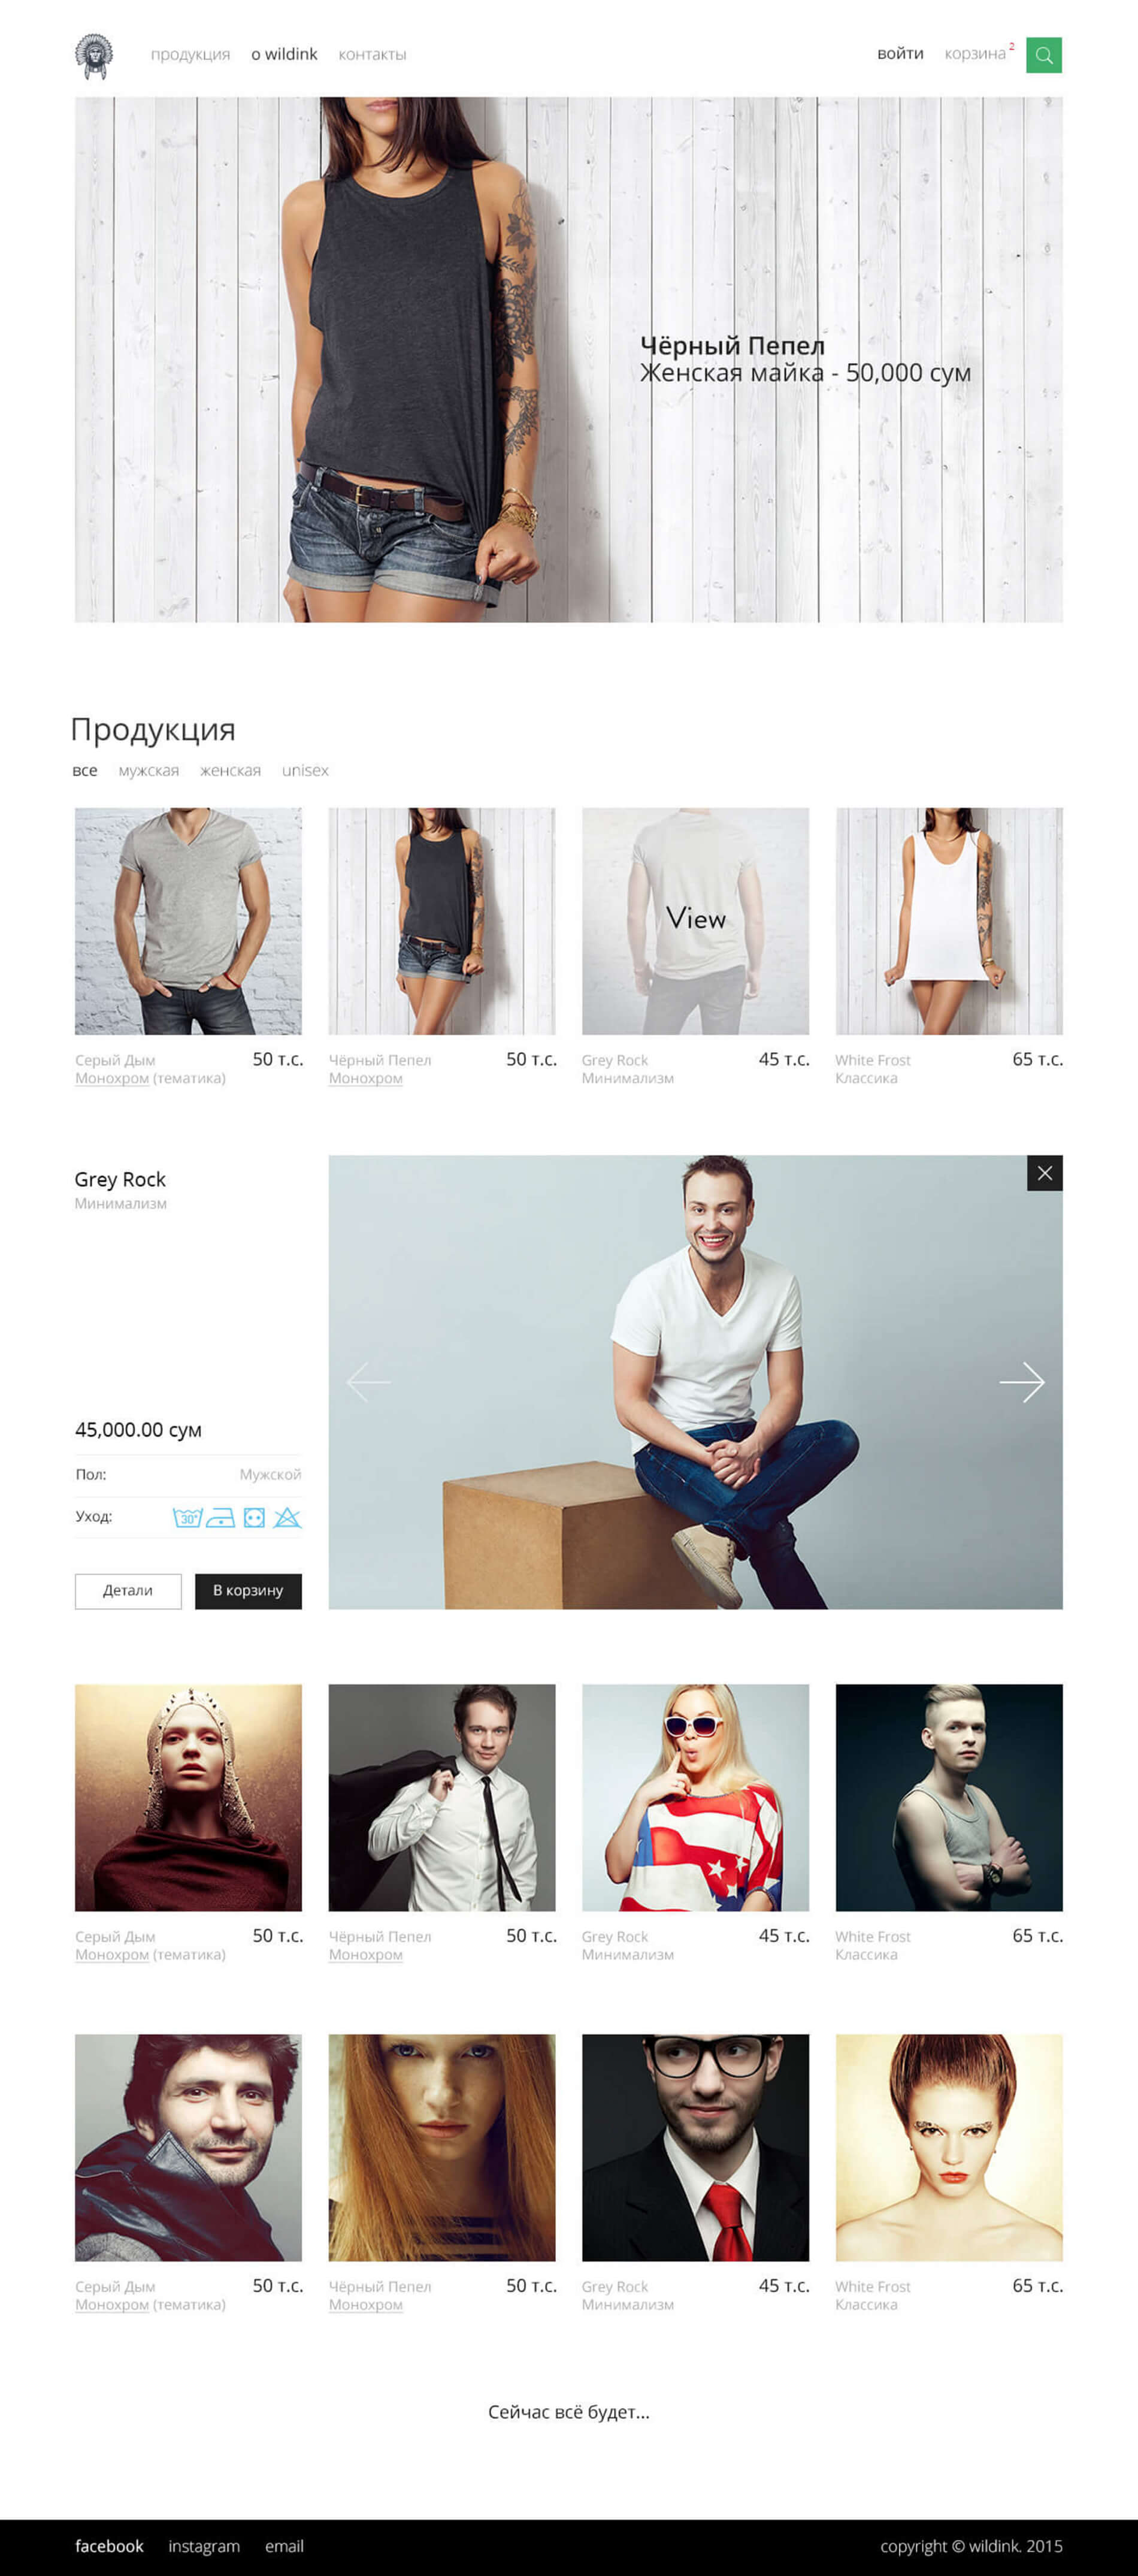 продукция о wildink контакты
войти корзина 2
Чёрный Пепел
Женская майка - 50,000 сум
Продукция
все мужская женская unisex
View
Серый Дым 50 т.с.
Монохром (тематика)
Чёрный Пепел 50 т.с.
Монохром
Grey Rock 45 т.с.
Минимализм
White Frost 65 т.с.
Классика
Grey Rock
Минимализм
45,000.00 сум
Пол: Мужской
Уход: 30°
Детали В корзину
Серый Дым 50 т.с.
Монохром (тематика)
Чёрный Пепел 50 т.с.
Монохром
Grey Rock 45 т.с.
Минимализм
White Frost 65 т.с.
Классика
Серый Дым 50 т.с.
Монохром (тематика)
Чёрный Пепел 50 т.с.
Монохром
Grey Rock 45 т.с.
Минимализм
White Frost 65 т.с.
Классика
Сейчас всё будет...
facebook instagram email
copyright © wildink. 2015